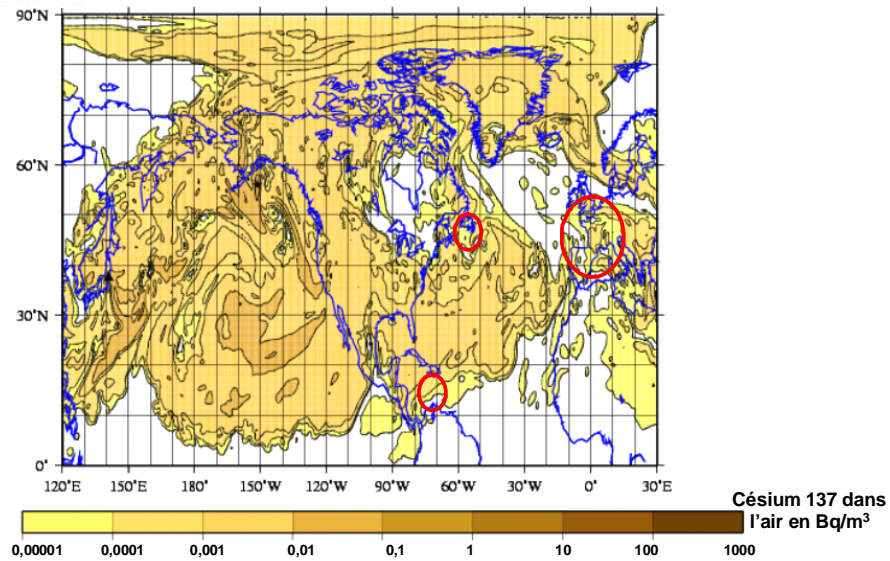 90°N
60°N
30°N
0°
120°E 150°E 180° 150°W 120°W 90°W 60°W 30°W 0° 30°E
Césium 137 dans
l'air en Bq/m³
0,00001 0,0001 0,001 0,01 0,1 1 10 100 1000